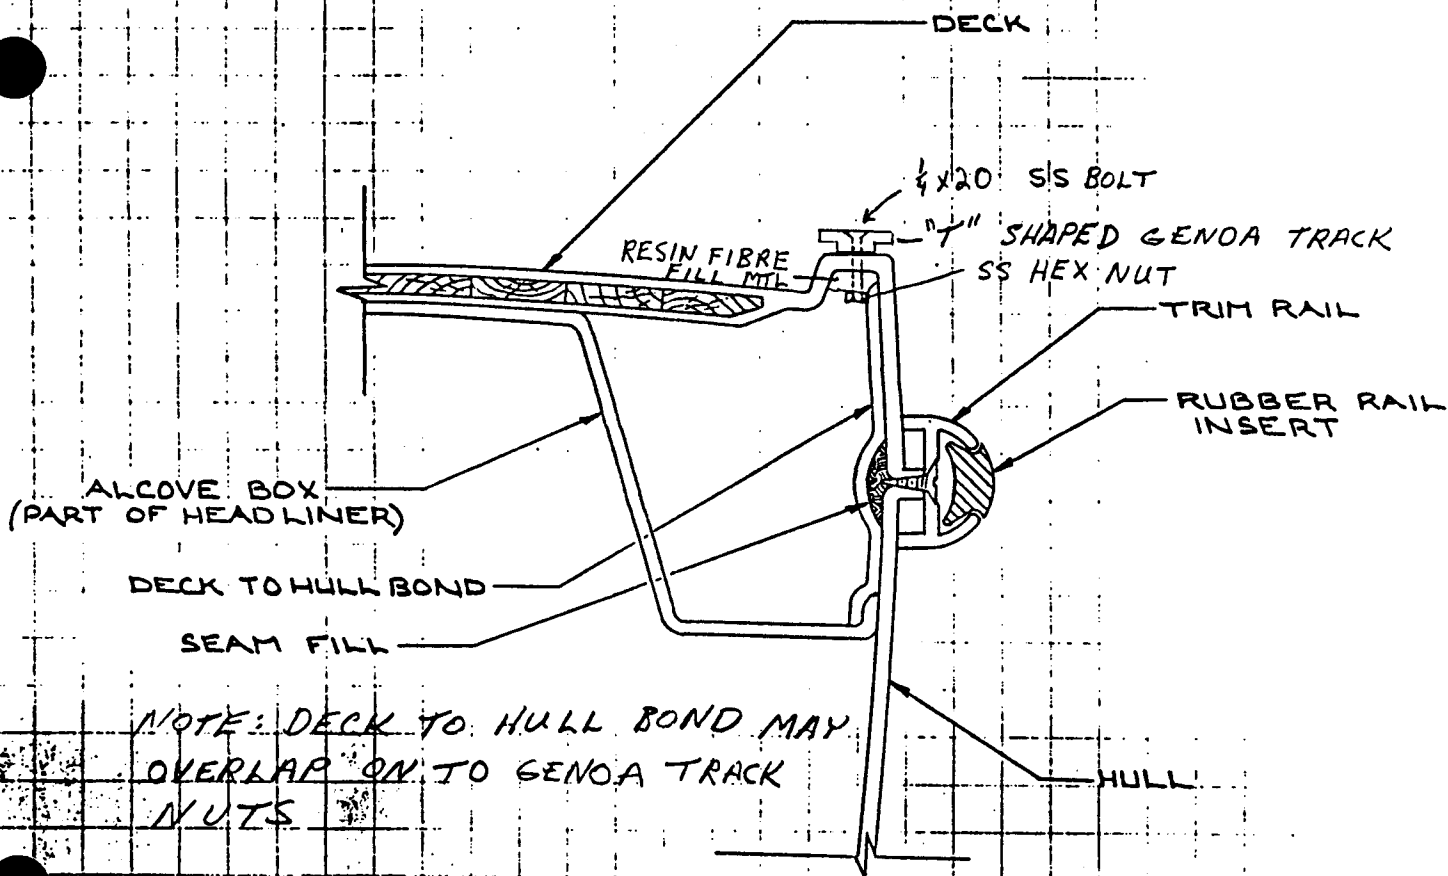 DECK
1/4 x 20 SS BOLT
"T" SHAPED GENOA TRACK
RESIN FIBRE
FILL MTL
SS HEX NUT
TRIM RAIL
RUBBER RAIL
INSERT
ALCOVE BOX
(PART OF HEADLINER)
DECK TO HULL BOND
SEAM FILL
NOTE: DECK TO HULL BOND MAY
OVERLAP ON TO GENOA TRACK
NUTS
HULL